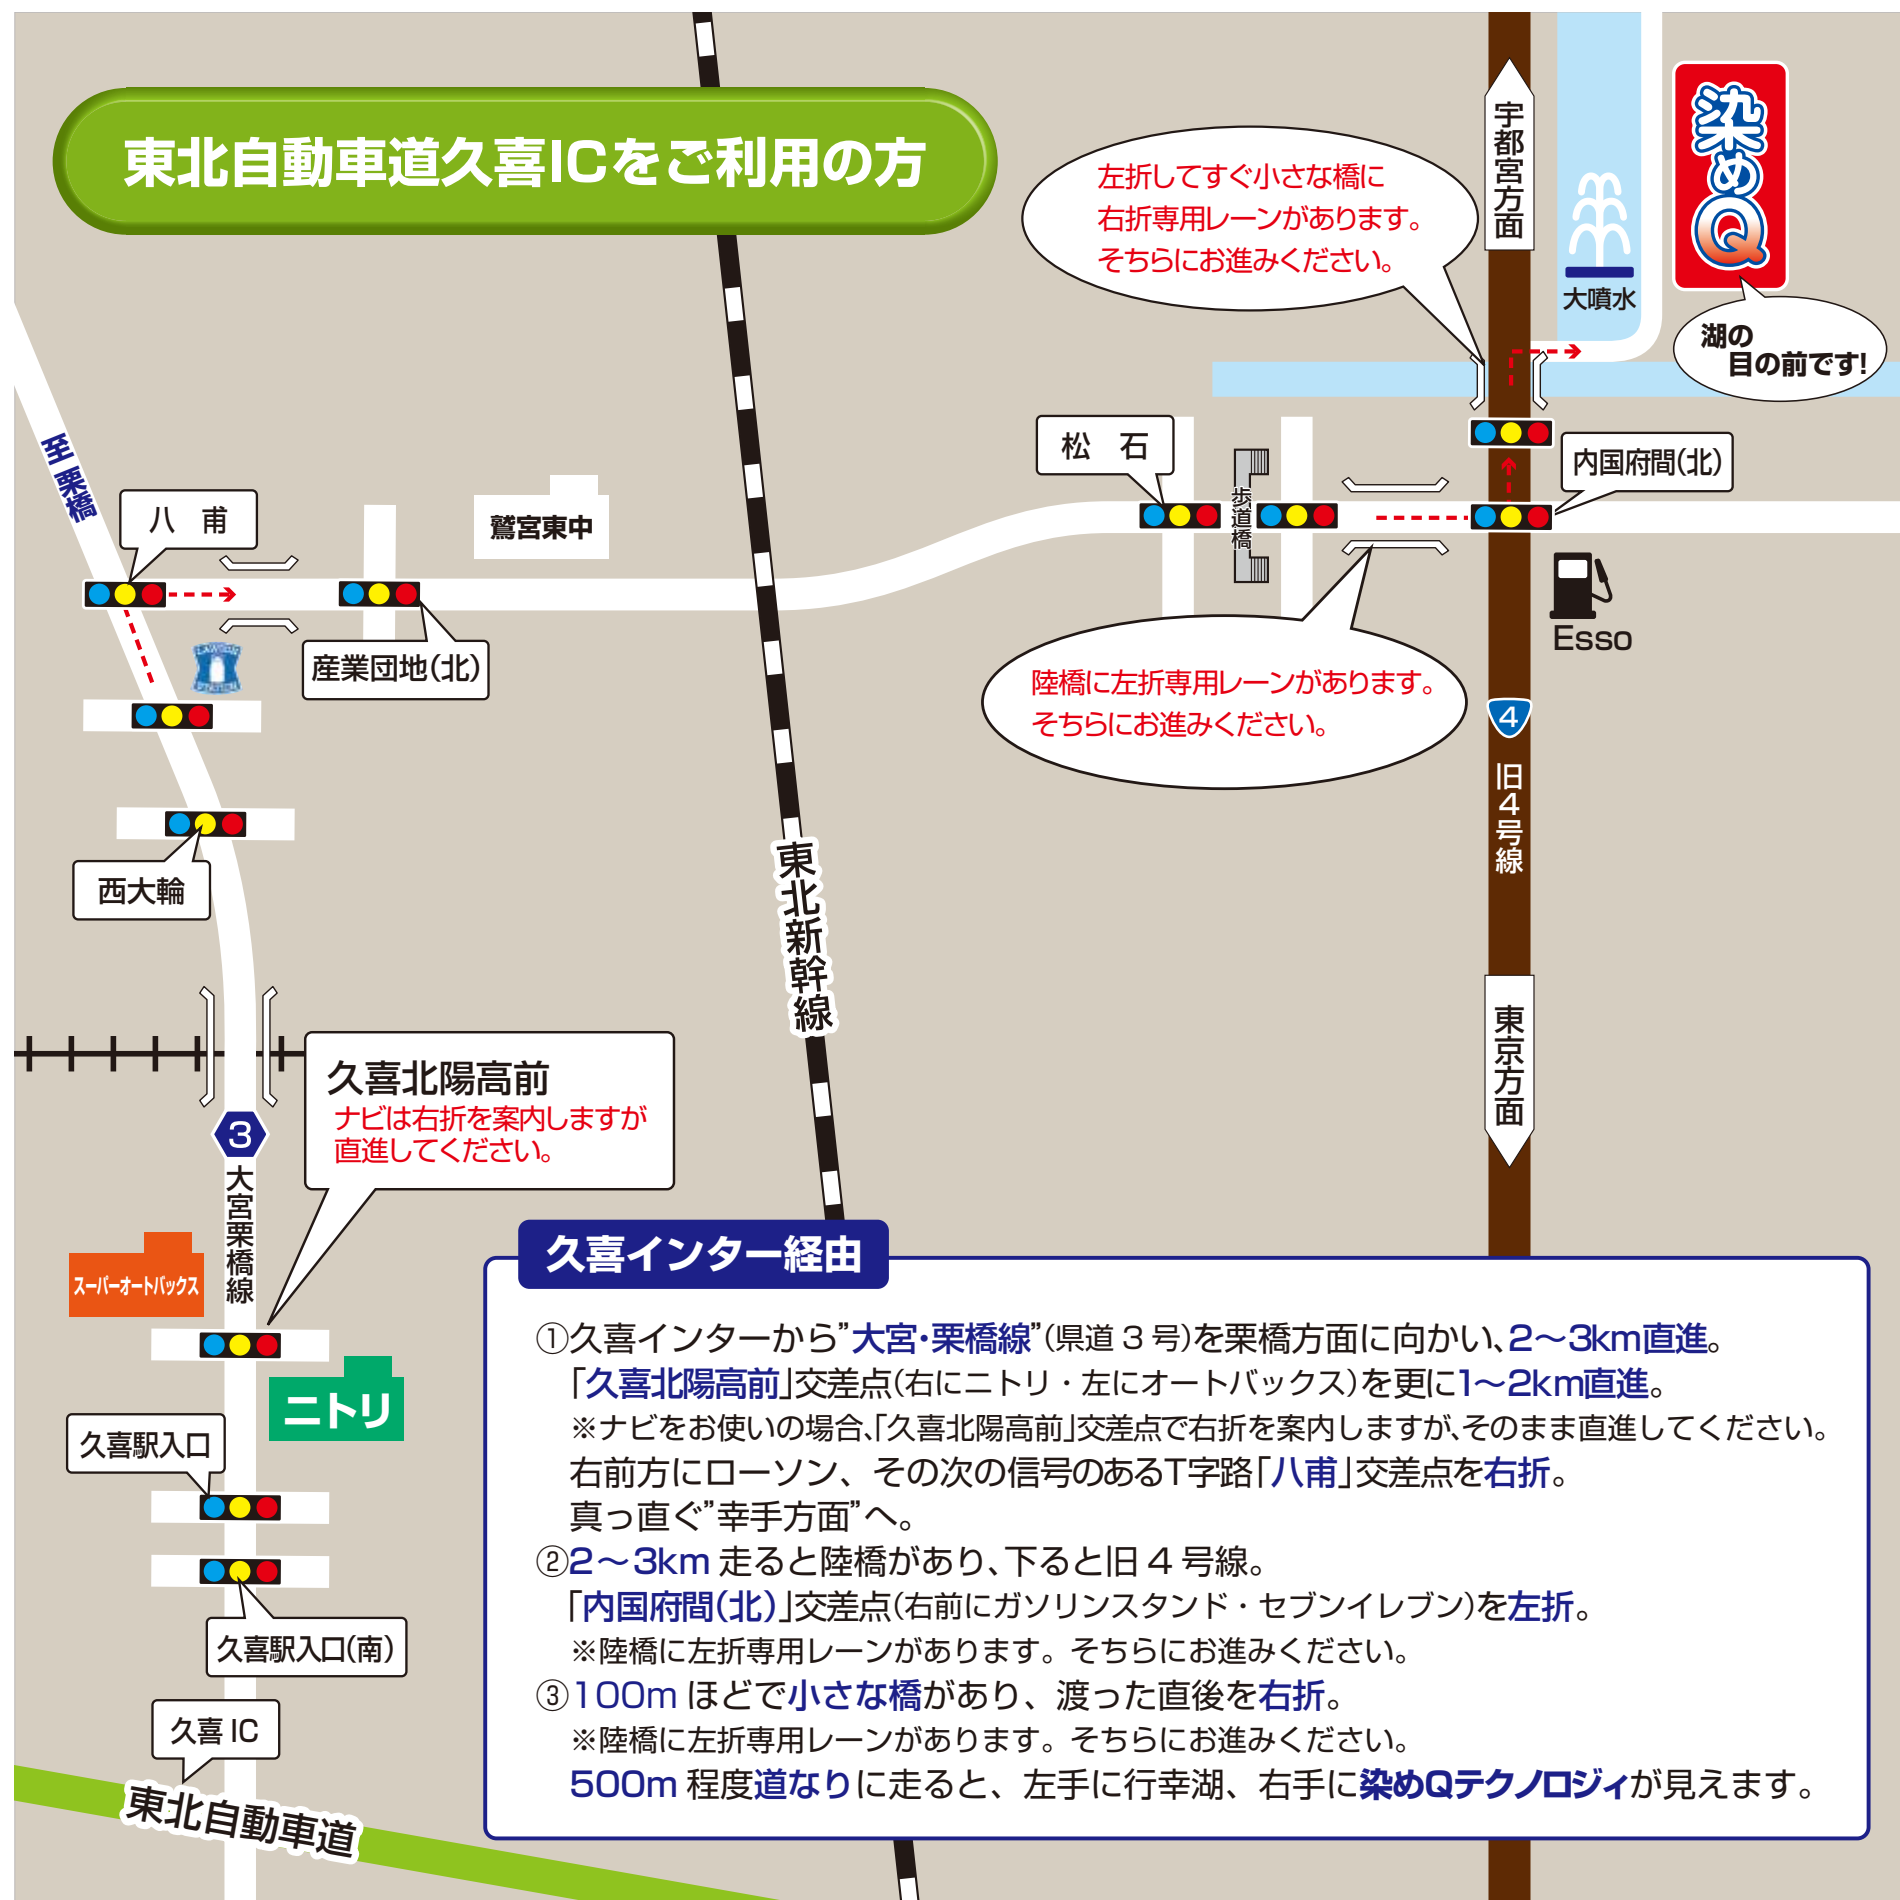 東北自動車道久喜ICをご利用の方
宇都宮方面
染めQ
左折してすぐ小さな橋に
右折専用レーンがあります。
そちらにお進みください。
大噴水
湖の
目の前です!
至 栗橋
八 甫
鷲宮東中
松 石
歩道橋
内国府間(北)
産業団地(北)
LAWSON
STATION
Esso
陸橋に左折専用レーンがあります。
そちらにお進みください。
4
旧4号線
西大輪
東北新幹線
東京方面
久喜北陽高前
ナビは右折を案内しますが
直進してください。
3
大宮栗橋線
スーパーオートバックス
ニトリ
久喜駅入口
久喜駅入口(南)
久喜 IC
東北自動車道
久喜インター経由
①久喜インターから”大宮・栗橋線”(県道 3 号)を栗橋方面に向かい、2〜3km直進。
「久喜北陽高前」交差点(右にニトリ・左にオートバックス)を更に1〜2km直進。
※ナビをお使いの場合、「久喜北陽高前」交差点で右折を案内しますが、そのまま直進してください。
右前方にローソン、その次の信号のあるT字路「八甫」交差点を右折。
真っ直ぐ”幸手方面”へ。
②2〜3km 走ると陸橋があり、下ると旧 4 号線。
「内国府間(北)」交差点(右前にガソリンスタンド・セブンイレブン)を左折。
※陸橋に左折専用レーンがあります。そちらにお進みください。
③100m ほどで小さな橋があり、渡った直後を右折。
※陸橋に左折専用レーンがあります。そちらにお進みください。
500m 程度道なりに走ると、左手に行幸湖、右手に染めQテクノロジィが見えます。